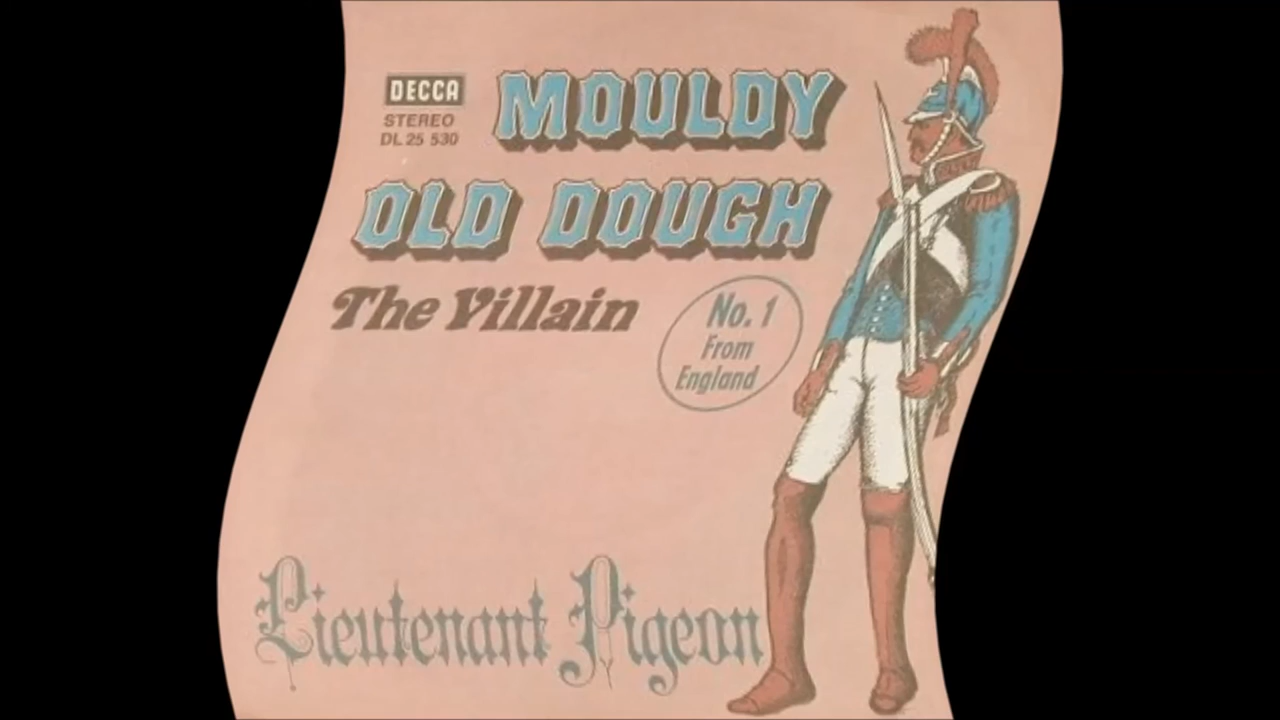 DECCA
STEREO
DL 25 530
MOULDY
OLD DOUGH
The Villain
No. 1
From
England
Lieutenant Pigeon